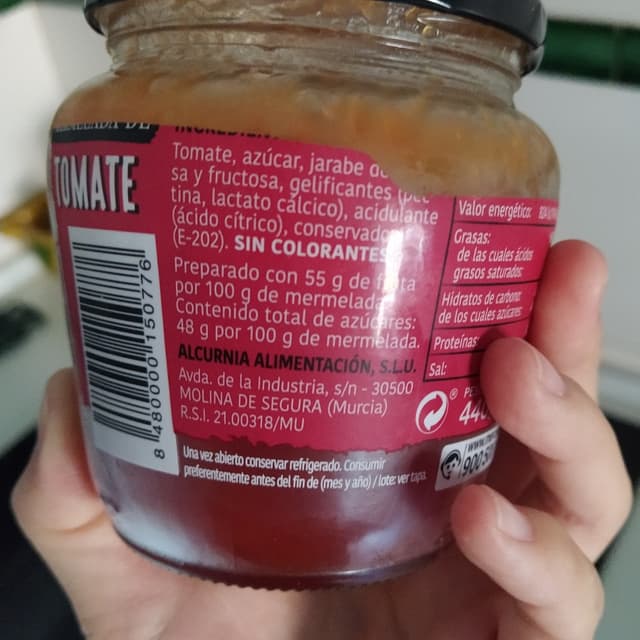 TOMATE
Tomate, azúcar, jarabe
sa y fructosa, gelificantes
tina, lactato cálcico), acidulante
(ácido cítrico),
(E-202). SIN COLORANTES
Preparado con 55 g de fruta
por 100 g de mermelada
Contenido total de azúcares:
48 g por 100 g de mermelada.
ALCURNIA ALIMENTACIÓN, S.L.U.
Avda. de la Industria, s/n - 30500
MOLINA DE SEGURA (Murcia)
R.S.I. 21.00318/MU
Una vez abierto conservar refrigerado. Consumir
preferentemente antes del fin de (mes y año) / lote: ver tapa.
8 480000 150776
Valor energético:
Grasas:
de las cuales ácidos
grasos saturados:
Hidratos de carbono:
de los cuales azúcares:
Proteínas:
Sal: